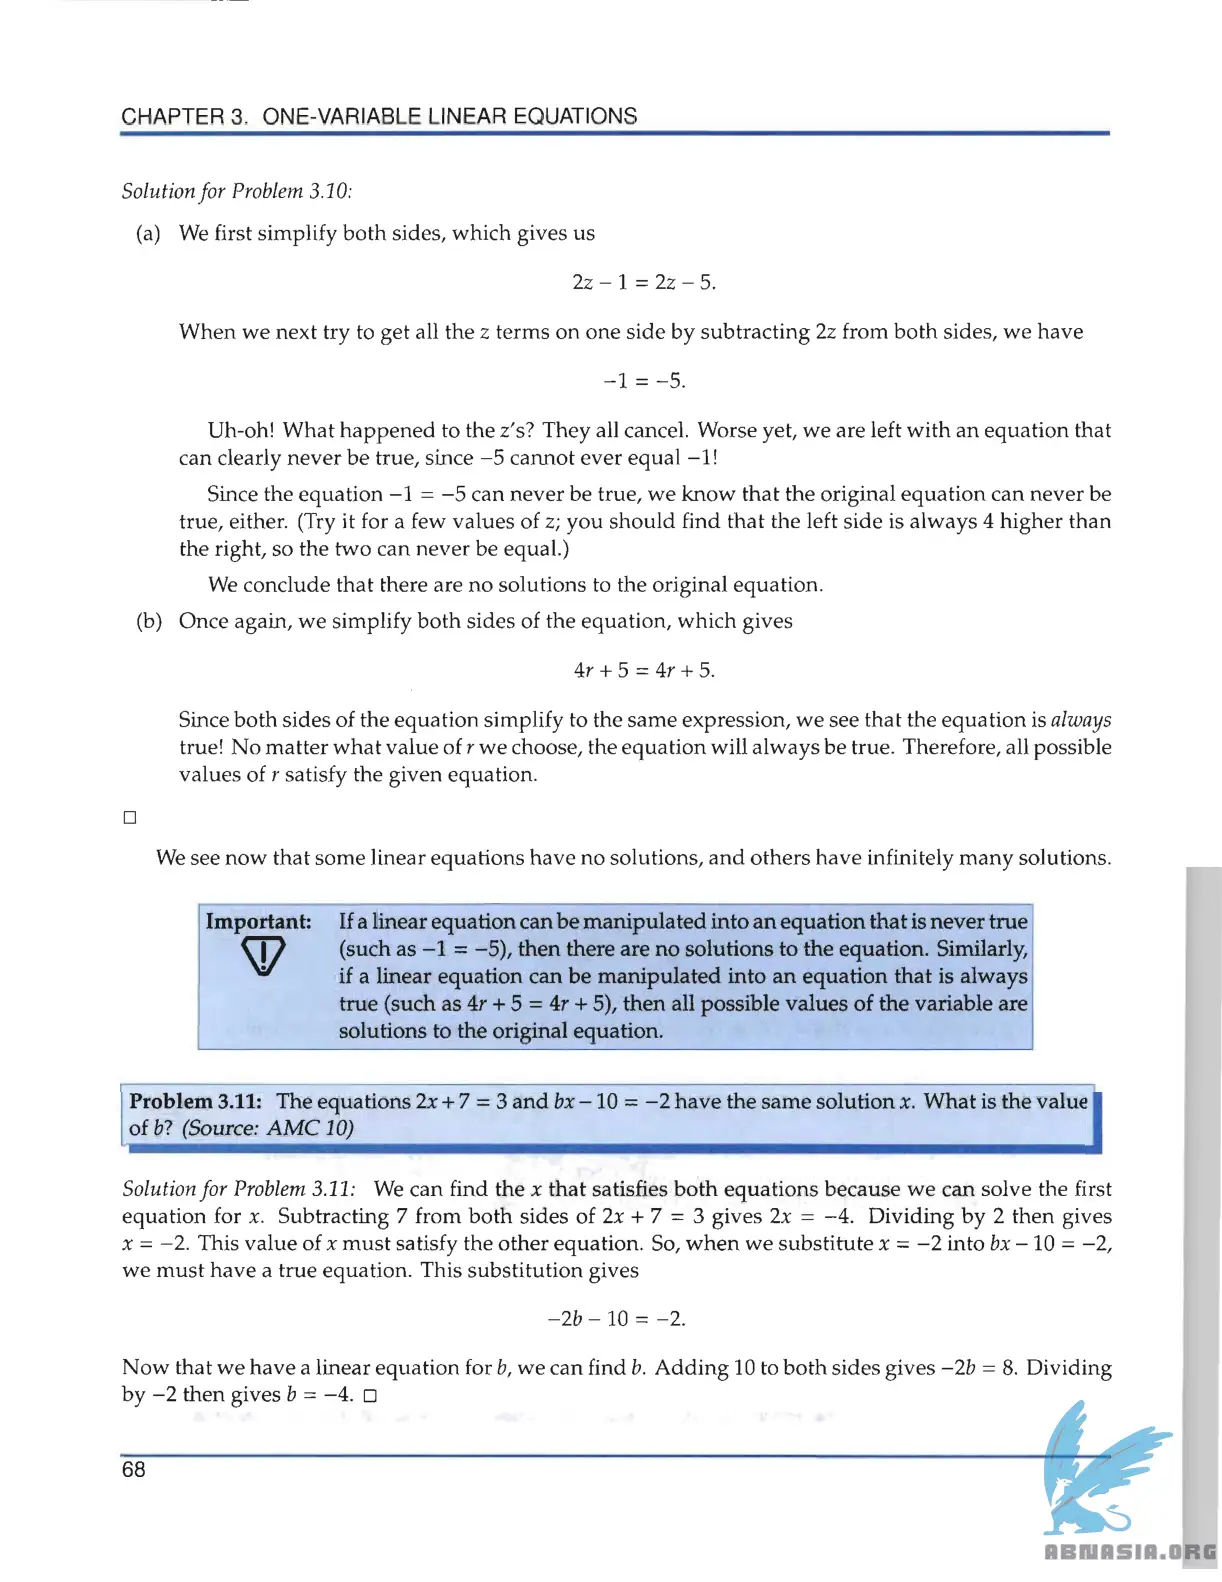 CHAPTER 3. ONE-VARIABLE LINEAR EQUATIONS
Solution for Problem 3.10:
(a) We first simplify both sides, which gives us
2z − 1 = 2z − 5.
When we next try to get all the z terms on one side by subtracting 2z from both sides, we have
−1 = −5.
Uh-oh! What happened to the z's? They all cancel. Worse yet, we are left with an equation that
can clearly never be true, since −5 cannot ever equal −1!
Since the equation −1 = −5 can never be true, we know that the original equation can never be
true, either. (Try it for a few values of z; you should find that the left side is always 4 higher than
the right, so the two can never be equal.)
We conclude that there are no solutions to the original equation.
(b) Once again, we simplify both sides of the equation, which gives
4r + 5 = 4r + 5.
Since both sides of the equation simplify to the same expression, we see that the equation is always
true! No matter what value of r we choose, the equation will always be true. Therefore, all possible
values of r satisfy the given equation.
□
We see now that some linear equations have no solutions, and others have infinitely many solutions.
Important: If a linear equation can be manipulated into an equation that is never true
(such as −1 = −5), then there are no solutions to the equation. Similarly,
if a linear equation can be manipulated into an equation that is always
true (such as 4r + 5 = 4r + 5), then all possible values of the variable are
solutions to the original equation.
Problem 3.11: The equations 2x + 7 = 3 and bx − 10 = −2 have the same solution x. What is the value
of b? (Source: AMC 10)
Solution for Problem 3.11: We can find the x that satisfies both equations because we can solve the first
equation for x. Subtracting 7 from both sides of 2x + 7 = 3 gives 2x = −4. Dividing by 2 then gives
x = −2. This value of x must satisfy the other equation. So, when we substitute x = −2 into bx − 10 = −2,
we must have a true equation. This substitution gives
−2b − 10 = −2.
Now that we have a linear equation for b, we can find b. Adding 10 to both sides gives −2b = 8. Dividing
by −2 then gives b = −4. □
68
ABNASIA.ORG